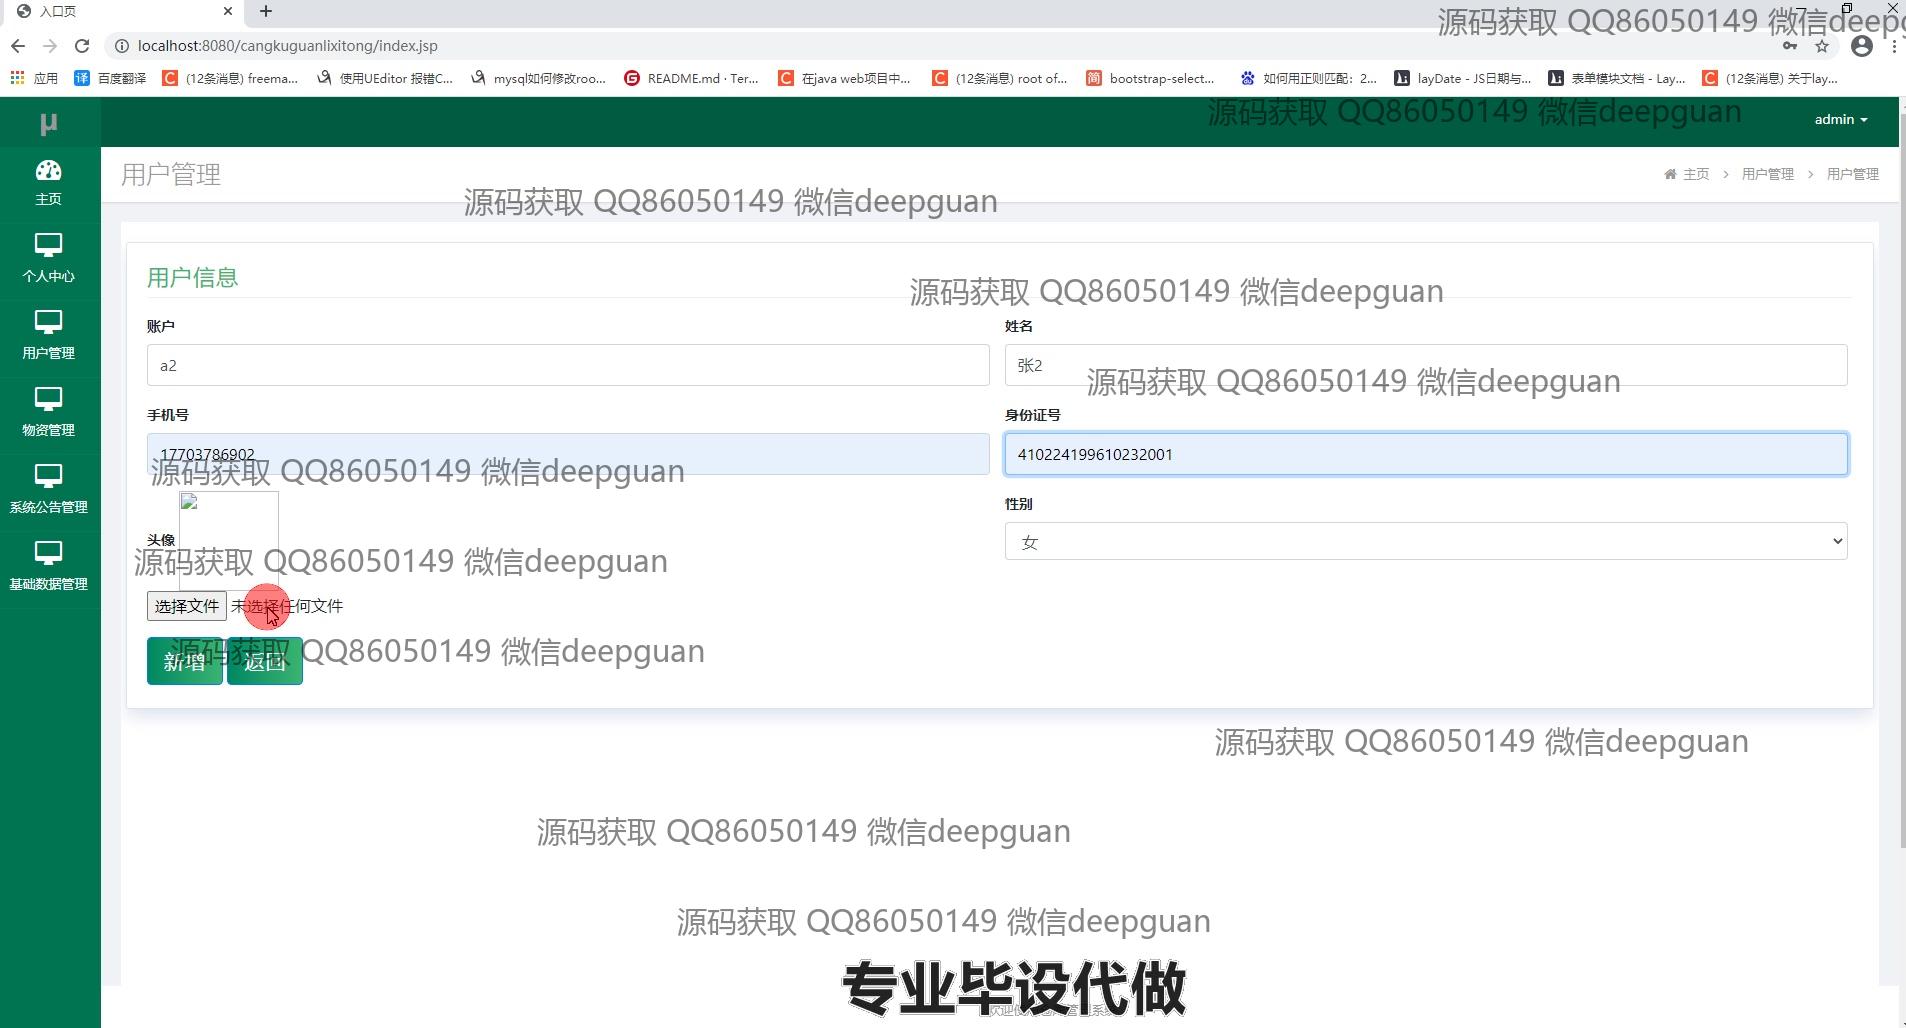 入口页
源码获取 QQ86050149 微信deepg
localhost:8080/cangkuguanlixitong/index.jsp
应用
百度翻译
(12条消息) freema...
使用UEditor 报错C...
mysql如何修改roo...
README.md · Ter...
在java web项目中...
(12条消息) root of...
bootstrap-select...
如何用正则匹配：2...
layDate - JS日期与...
表单模块文档 - Lay...
(12条消息) 关于lay...
μ
源码获取 QQ86050149 微信deepguan
admin
主页
个人中心
用户管理
物资管理
系统公告管理
基础数据管理
用户管理
主页 > 用户管理 > 用户管理
源码获取 QQ86050149 微信deepguan
用户信息
源码获取 QQ86050149 微信deepguan
账户
姓名
a2
张2
源码获取 QQ86050149 微信deepguan
手机号
身份证号
17703786902
410224199610232001
源码获取 QQ86050149 微信deepguan
头像
性别
女
源码获取 QQ86050149 微信deepguan
选择文件 未选择任何文件
新增 返回
源码获取 QQ86050149 微信deepguan
源码获取 QQ86050149 微信deepguan
源码获取 QQ86050149 微信deepguan
源码获取 QQ86050149 微信deepguan
专业毕设代做